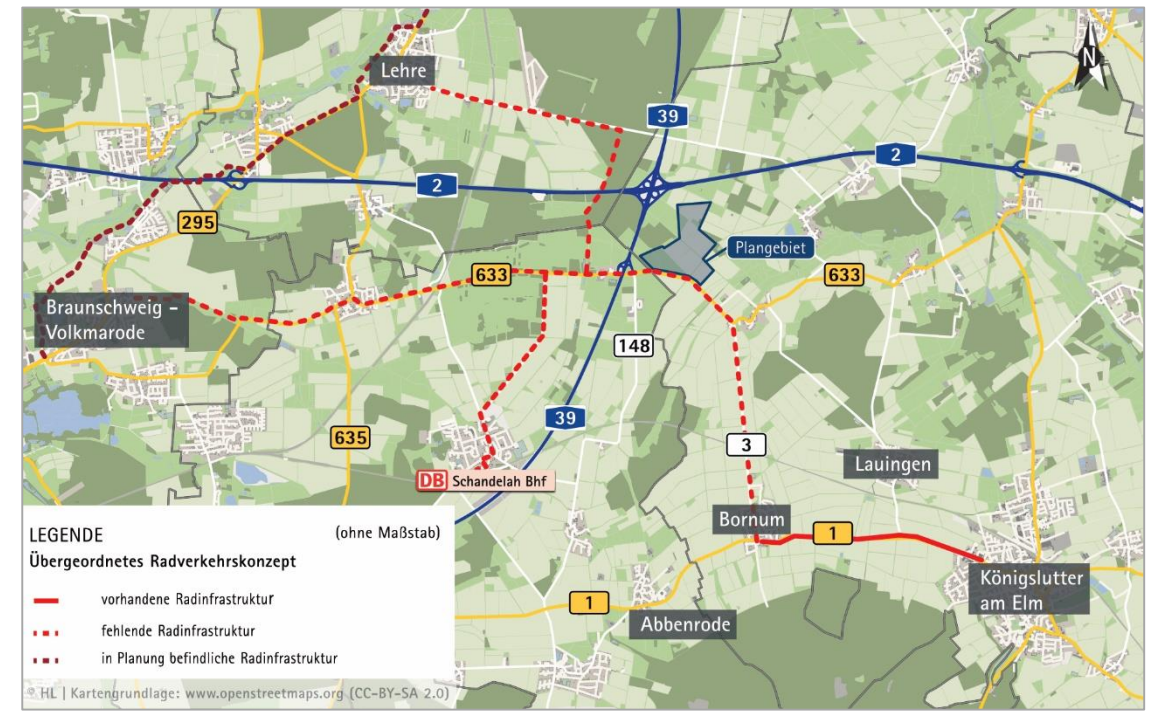 Lehre
N
39
2
2
295
Plangebiet
633
633
Braunschweig –
Volkmarode
148
39
635
3
Lauingen
DB Schandelah Bhf
Bornum
1
Königslutter
am Elm
1
Abbenrode
LEGENDE (ohne Maßstab)
Übergeordnetes Radverkehrskonzept
vorhandene Radinfrastruktur
fehlende Radinfrastruktur
in Planung befindliche Radinfrastruktur
© HL | Kartengrundlage: www.openstreetmaps.org (CC-BY-SA 2.0)